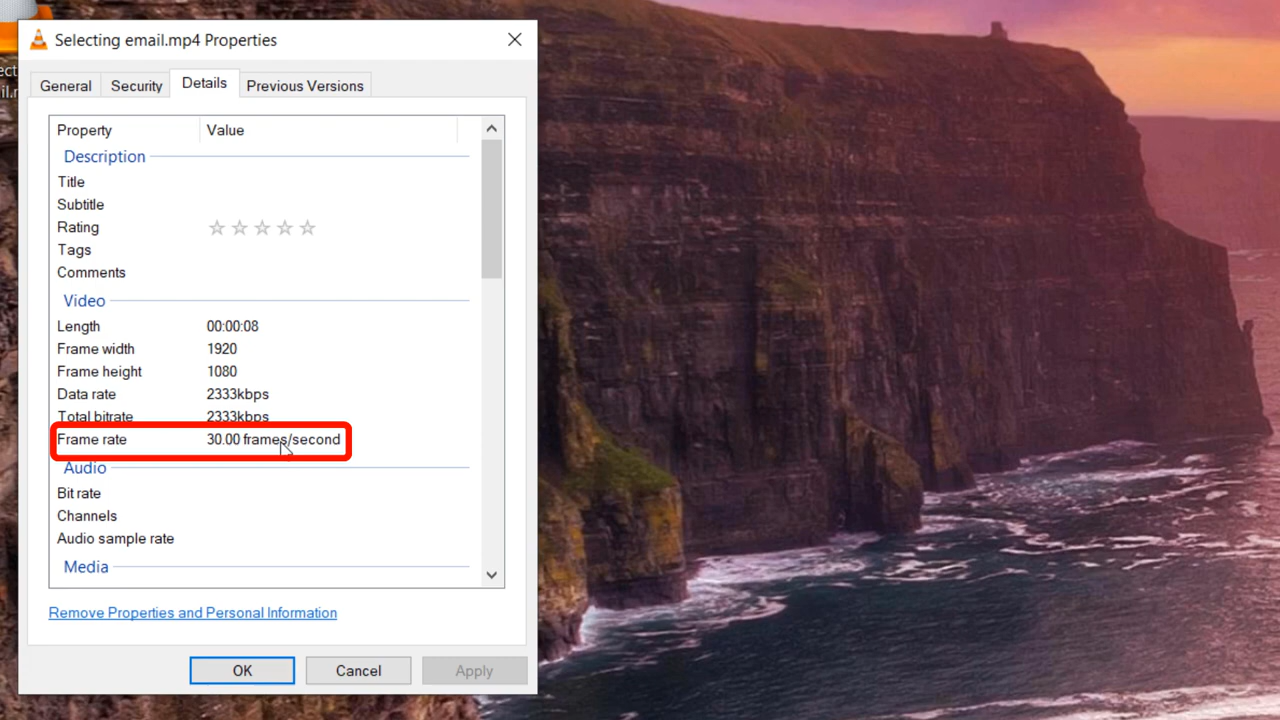 Selecting email.mp4 Properties
General Security Details Previous Versions
Property Value
Description
Title
Subtitle
Rating
Tags
Comments
Video
Length 00:00:08
Frame width 1920
Frame height 1080
Data rate 2333kbps
Total bitrate 2333kbps
Frame rate 30.00 frames/second
Audio
Bit rate
Channels
Audio sample rate
Media
Remove Properties and Personal Information
OK Cancel Apply